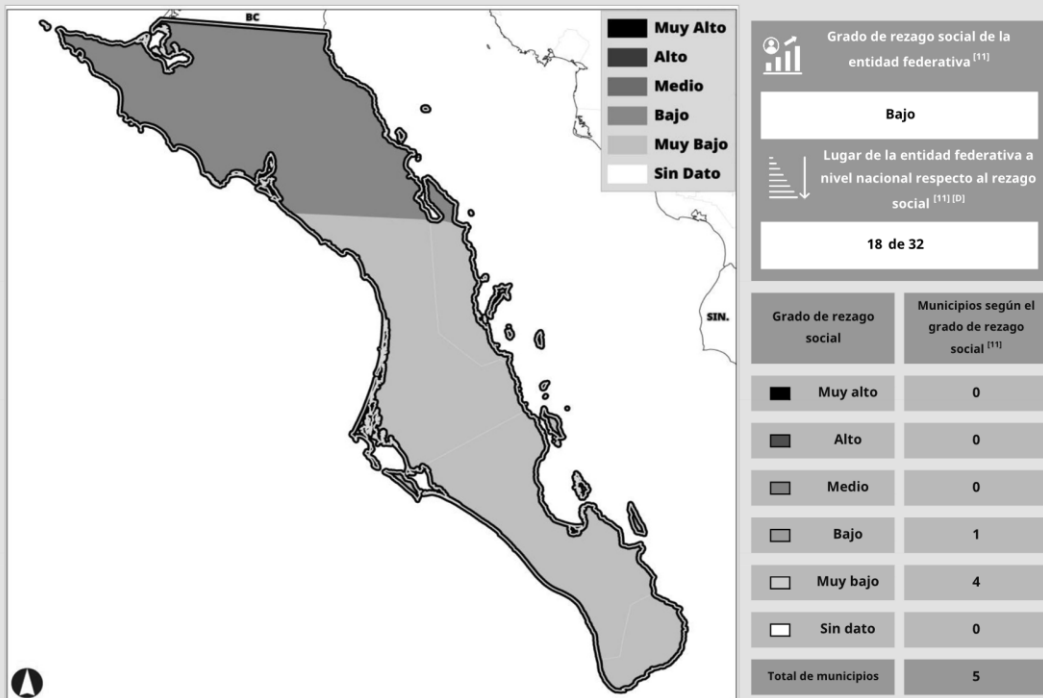 BC
SIN.
Muy Alto
Alto
Medio
Bajo
Muy Bajo
Sin Dato
Grado de rezago social de la
entidad federativa [11]
Bajo
Lugar de la entidad federativa a
nivel nacional respecto al rezago
social [11] [D]
18 de 32
Grado de rezago
social
Municipios según el
grado de rezago
social [11]
Muy alto 0
Alto 0
Medio 0
Bajo 1
Muy bajo 4
Sin dato 0
Total de municipios 5